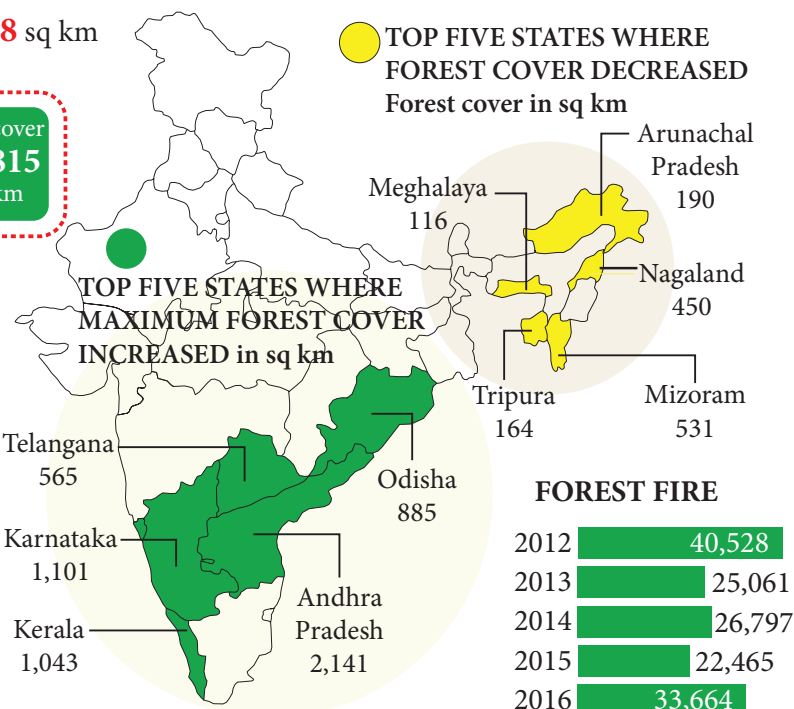 8 sq km
cover
315
km
TOP FIVE STATES WHERE
FOREST COVER DECREASED
Forest cover in sq km
Arunachal
Pradesh
190
Meghalaya
116
Nagaland
450
Tripura
164
Mizoram
531
TOP FIVE STATES WHERE
MAXIMUM FOREST COVER
INCREASED in sq km
Telangana
565
Odisha
885
Karnataka
1,101
Andhra
Pradesh
2,141
Kerala
1,043
FOREST FIRE
2012 40,528
2013 25,061
2014 26,797
2015 22,465
2016 33,664